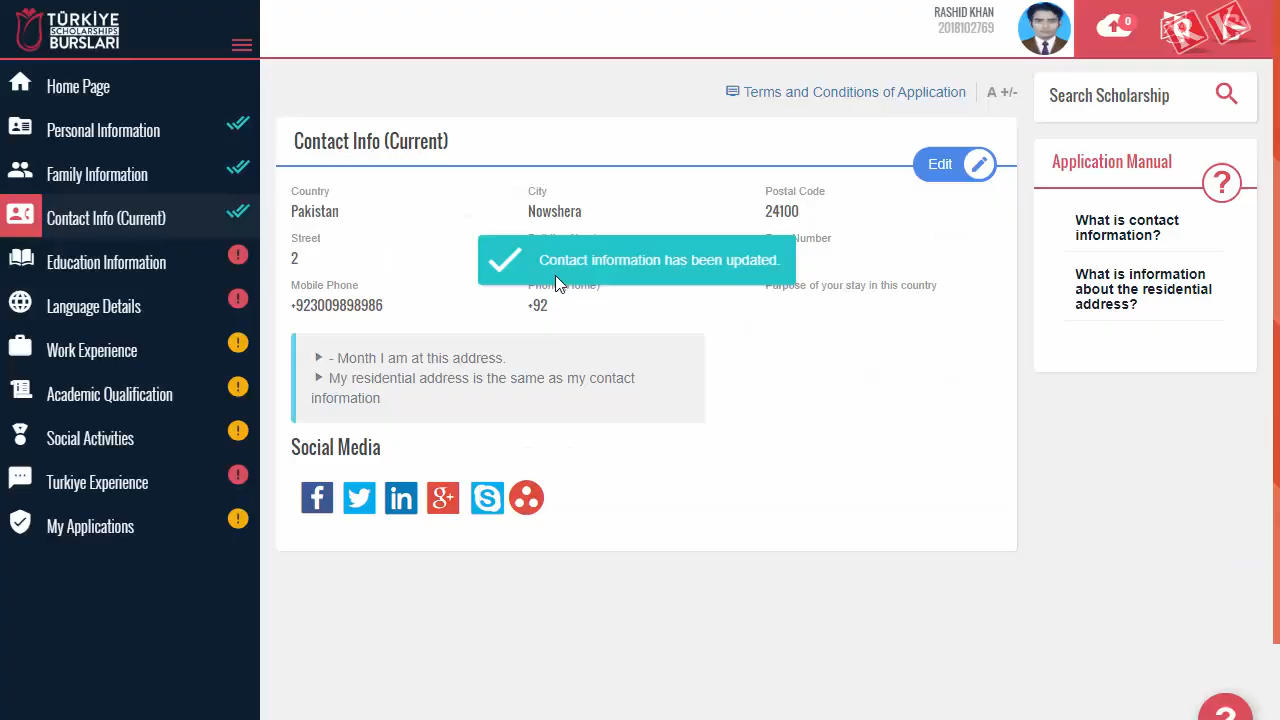 TÜRKİYE
SCHOLARSHIPS
BURSLARI
RASHID KHAN
2018102769
0
R K
Home Page
Personal Information
Family Information
Contact Info (Current)
Education Information
Language Details
Work Experience
Academic Qualification
Social Activities
Turkiye Experience
My Applications
Terms and Conditions of Application
A +/-
Contact Info (Current)
Edit
Country
City
Postal Code
Pakistan
Nowshera
24100
Street
Number
2
Contact information has been updated.
Mobile Phone
Purpose of your stay in this country
+923009898986
+92
- Month I am at this address.
My residential address is the same as my contact
information
Social Media
Search Scholarship
Application Manual
?
What is contact
information?
What is information
about the residential
address?
?